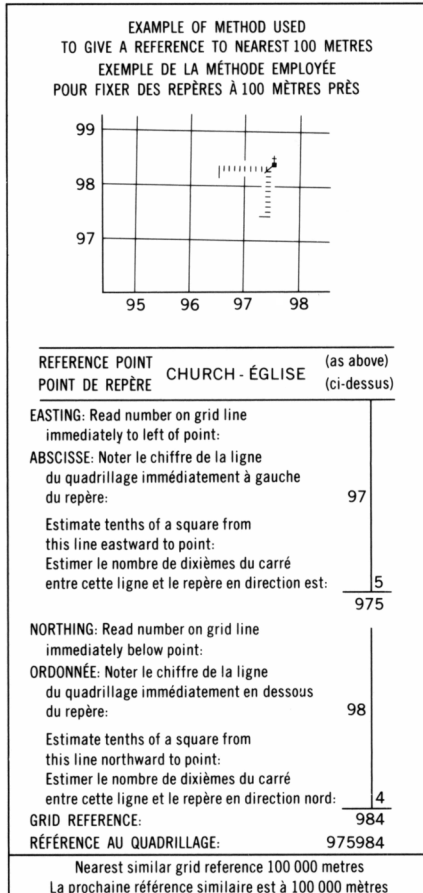 EXAMPLE OF METHOD USED
TO GIVE A REFERENCE TO NEAREST 100 METRES
EXEMPLE DE LA MÉTHODE EMPLOYÉE
POUR FIXER DES REPÈRES À 100 MÈTRES PRÈS
99
98
97
95 96 97 98
REFERENCE POINT
POINT DE REPÈRE
CHURCH - ÉGLISE
(as above)
(ci-dessus)
EASTING: Read number on grid line
immediately to left of point:
ABSCISSE: Noter le chiffre de la ligne
du quadrillage immédiatement à gauche
du repère: 97
Estimate tenths of a square from
this line eastward to point:
Estimer le nombre de dixièmes du carré
entre cette ligne et le repère en direction est: 5
975
NORTHING: Read number on grid line
immediately below point:
ORDONNÉE: Noter le chiffre de la ligne
du quadrillage immédiatement en dessous
du repère: 98
Estimate tenths of a square from
this line northward to point:
Estimer le nombre de dixièmes du carré
entre cette ligne et le repère en direction nord: 4
GRID REFERENCE: 984
RÉFÉRENCE AU QUADRILLAGE: 975984
Nearest similar grid reference 100 000 metres
La prochaine référence similaire est à 100 000 mètres